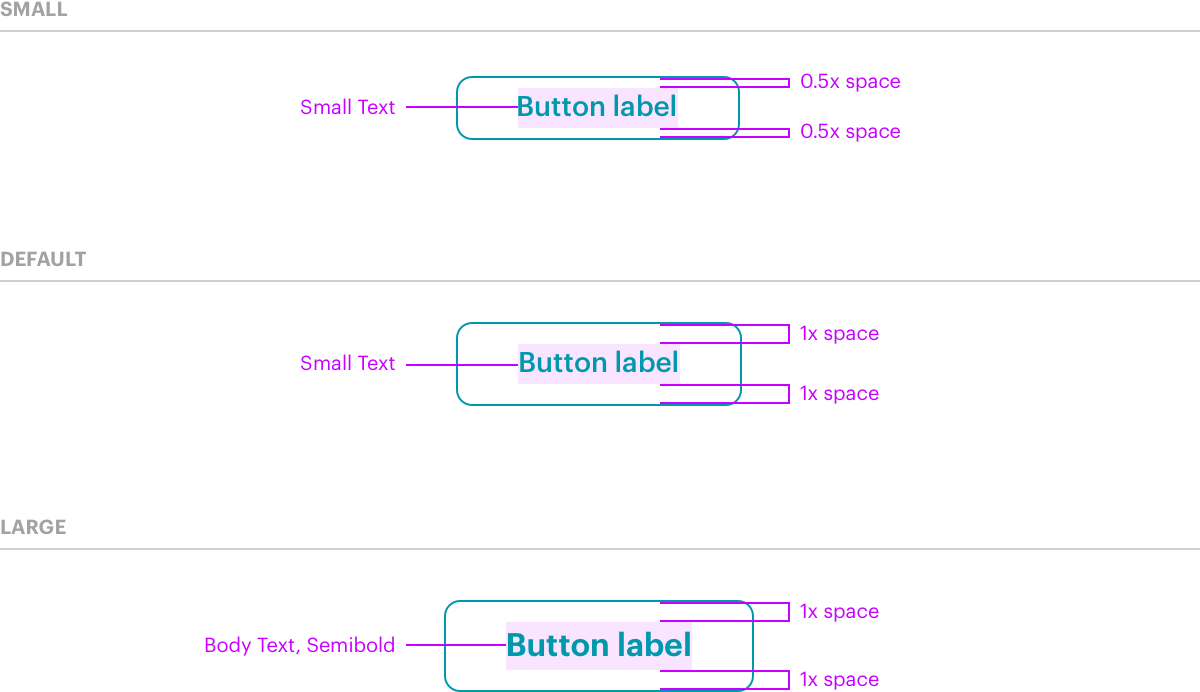 SMALL
0.5x space
Small Text
Button label
0.5x space
DEFAULT
1x space
Small Text
Button label
1x space
LARGE
1x space
Body Text, Semibold
Button label
1x space